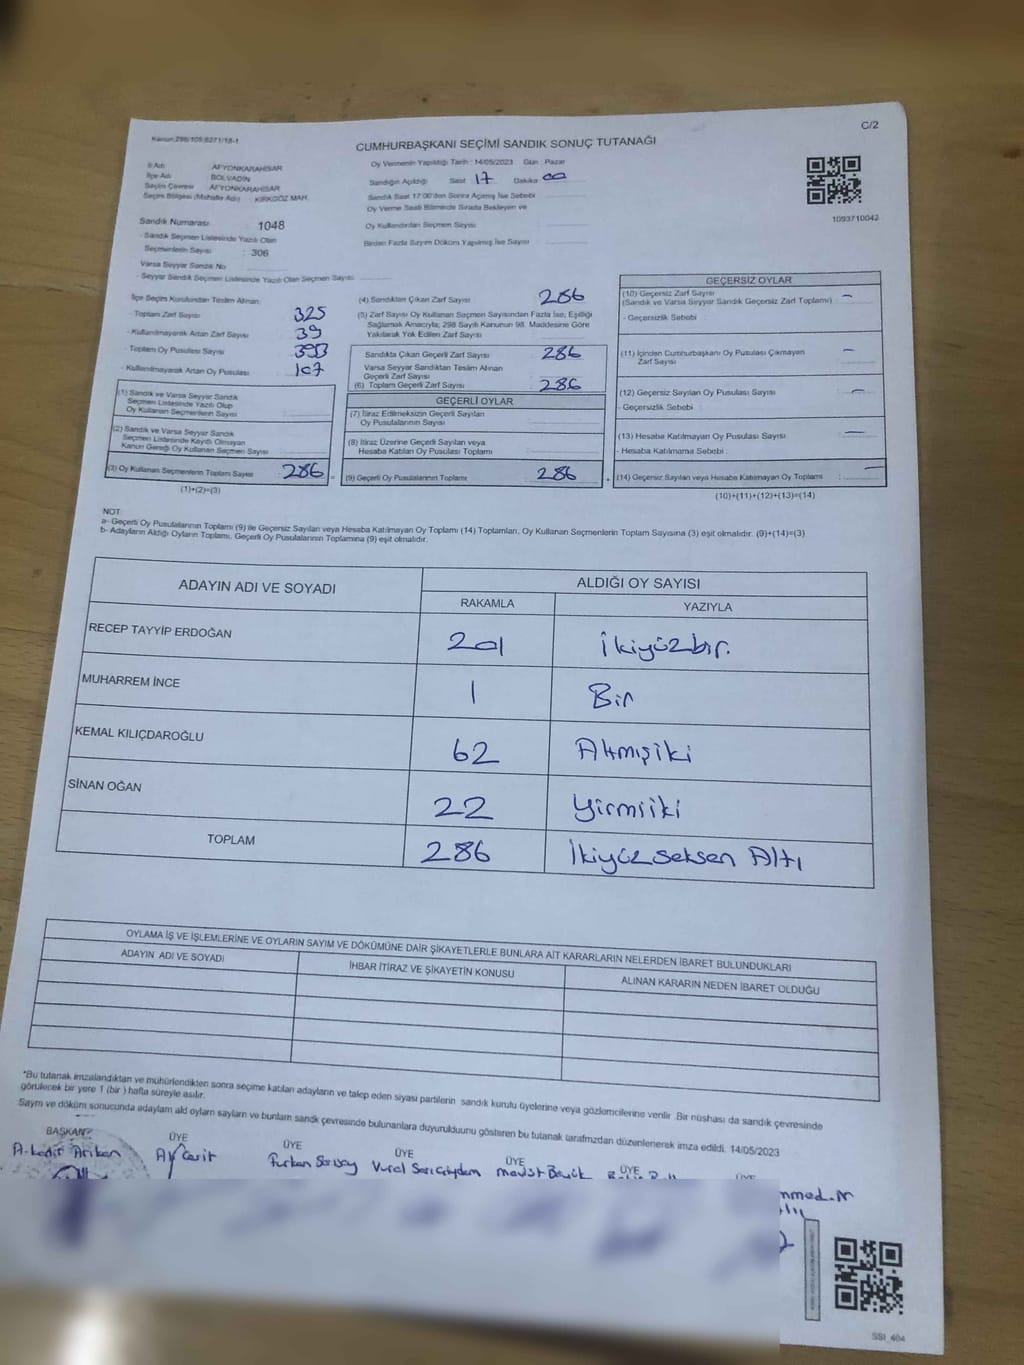 C/2
Kanun:298/105-6271/18-1
CUMHURBAŞKANI SEÇİMİ SANDIK SONUÇ TUTANAĞI
İl Adı AFYONKARAHİSAR
İlçe Adı BOLVADİN
Seçim Çevresi AFYONKARAHİSAR
Seçim Bölgesi (Mahalle Adı) KIRKGÖZ MAH.
Sandık Numarası 1048
- Sandık Seçmen Listesinde Yazılı Olan
Seçmenlerin Sayısı : 306
Varsa Seyyar Sandık No
- Seyyar Sandık Seçmen Listesinde Yazılı Olan Seçmen Sayısı
Oy Vermenin Yapıldığı Tarih : 14/05/2023 Gün : Pazar
Sandığın Açıldığı Saat 17 Dakika 00
Sandık Saat 17:00'den Sonra Açılmış İse Sebebi
Oy Verme Saati Bitiminde Sırada Bekleyen ve
Oy Kullandırılan Seçmen Sayısı
Birden Fazla Sayım Döküm Yapılmış İse Sayısı
1093710042
İlçe Seçim Kurulundan Teslim Alınan:
- Toplam Zarf Sayısı 325
- Kullanılmayarak Artan Zarf Sayısı 39
- Toplam Oy Pusulası Sayısı
- Kullanılmayarak Artan Oy Pusulası 107
(1) Sandık ve Varsa Seyyar Sandık
Seçmen Listesinde Yazılı Olup
Oy Kullanan Seçmenlerin Sayısı
(2) Sandık ve Varsa Seyyar Sandık
Seçmen Listesinde Kayıtlı Olmayan
Kanun Gereği Oy Kullanan Seçmen Sayısı
(3) Oy Kullanan Seçmenlerin Toplam Sayısı 286
(1)+(2)=(3)
(4) Sandıktan Çıkan Zarf Sayısı 286
(5) Zarf Sayısı Oy Kullanan Seçmen Sayısından Fazla İse, Eşitliği
Sağlamak Amacıyla; 298 Sayılı Kanunun 98. Maddesine Göre
Yakılarak Yok Edilen Zarf Sayısı
Sandıkta Çıkan Geçerli Zarf Sayısı 286
Varsa Seyyar Sandıktan Teslim Alınan
Geçerli Zarf Sayısı
(6) Toplam Geçerli Zarf Sayısı 286
GEÇERLİ OYLAR
(7) İtiraz Edilmeksizin Geçerli Sayılan
Oy Pusulalarının Sayısı
(8) İtiraz Üzerine Geçerli Sayılan veya
Hesaba Katılan Oy Pusulası Toplamı
(9) Geçerli Oy Pusulalarının Toplamı 286
GEÇERSİZ OYLAR
(10) Geçersiz Zarf Sayısı –
(Sandık ve Varsa Seyyar Sandık Geçersiz Zarf Toplamı) :
- Geçersizlik Sebebi
(11) İçinden Cumhurbaşkanı Oy Pusulası Çıkmayan –
Zarf Sayısı
(12) Geçersiz Sayılan Oy Pusulası Sayısı –
- Geçersizlik Sebebi
(13) Hesaba Katılmayan Oy Pusulası Sayısı –
- Hesaba Katılmama Sebebi
(14) Geçersiz Sayılan veya Hesaba Katılmayan Oy Toplamı : –
(10)+(11)+(12)+(13)=(14)
NOT:
a- Geçerli Oy Pusulalarının Toplamı (9) ile Geçersiz Sayılan veya Hesaba Katılmayan Oy Toplamı (14) Toplamları, Oy Kullanan Seçmenlerin Toplam Sayısına (3) eşit olmalıdır. (9)+(14)=(3)
b- Adayların Aldığı Oyların Toplamı, Geçerli Oy Pusulalarının Toplamına (9) eşit olmalıdır.
ADAYIN ADI VE SOYADI ALDIĞI OY SAYISI
RAKAMLA YAZIYLA
RECEP TAYYİP ERDOĞAN 201 İkiyüzbir.
MUHARREM İNCE 1 Bir
KEMAL KILIÇDAROĞLU 62 Altmışiki
SİNAN OĞAN 22 Yirmiiki
TOPLAM 286 İkiyüz seksen Altı
OYLAMA İŞ VE İŞLEMLERİNE VE OYLARIN SAYIM VE DÖKÜMÜNE DAİR ŞİKAYETLERLE BUNLARA AİT KARARLARIN NELERDEN İBARET BULUNDUKLARI
ADAYIN ADI VE SOYADI İHBAR İTİRAZ VE ŞİKAYETİN KONUSU ALINAN KARARIN NEDEN İBARET OLDUĞU
*Bu tutanak imzalandıktan ve mühürlendikten sonra seçime katılan adayların ve talep eden siyasi partilerin sandık kurulu üyelerine veya gözlemcilerine verilir. Bir nüshası da sandık çevresinde
görülecek bir yere 1 (bir) hafta süreyle asılır.
Sayım ve döküm sonucunda adayların ald oyların sayıları ve bunların sandık çevresinde bulunanlara duyurulduunu gösteren bu tutanak tarafımızdan düzenlenerek imza edildi. 14/05/2023
BAŞKAN ÜYE ÜYE ÜYE ÜYE ÜYE ÜYE
A.kadir Arıkan Furkan Vural
SSI_404